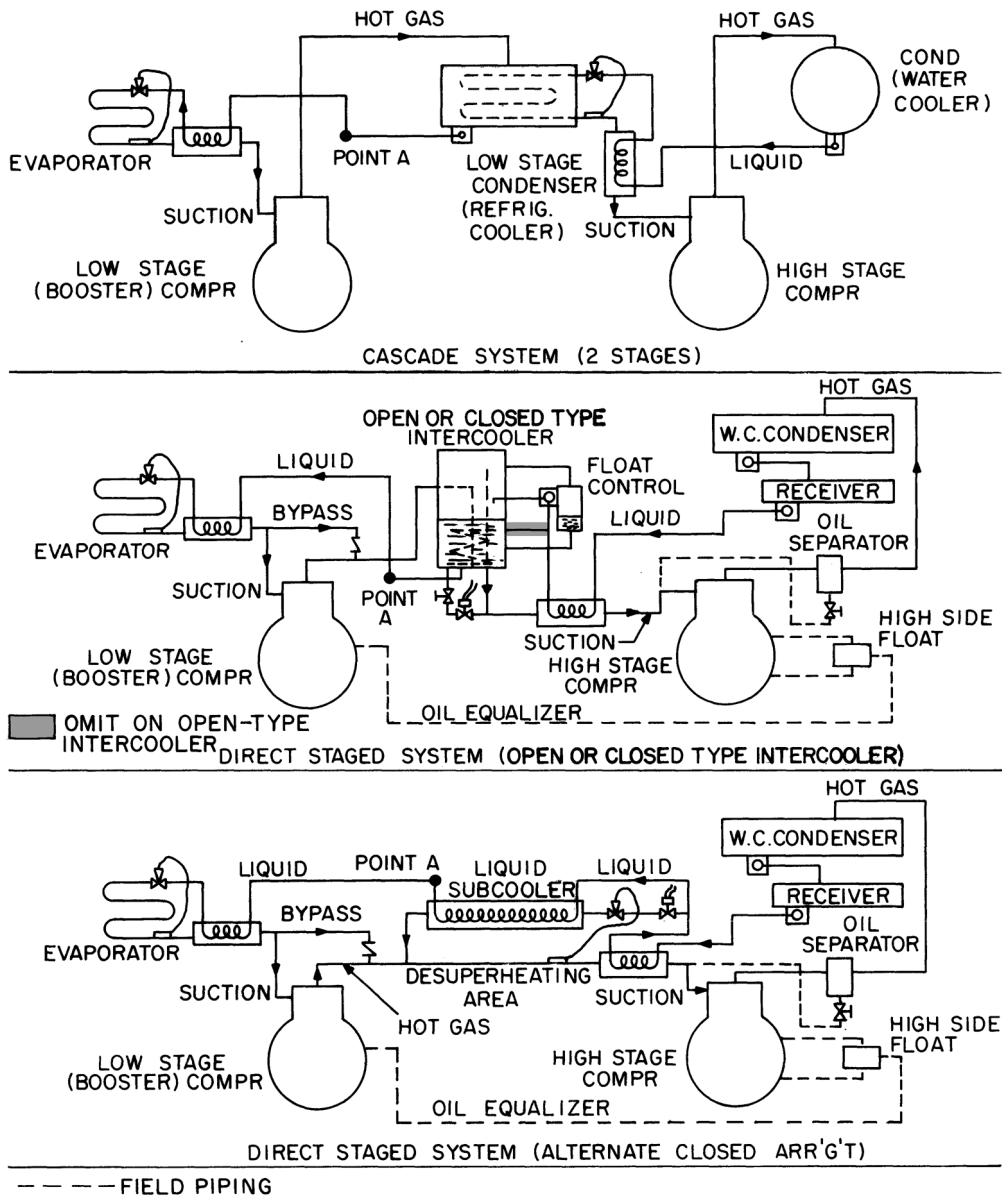 HOT GAS
HOT GAS
COND
(WATER
COOLER)
EVAPORATOR
POINT A
LOW STAGE
CONDENSER
(REFRIG.
COOLER)
LIQUID
SUCTION
SUCTION
LOW STAGE
(BOOSTER) COMPR
HIGH STAGE
COMPR
CASCADE SYSTEM (2 STAGES)
HOT GAS
OPEN OR CLOSED TYPE
INTERCOOLER
W.C. CONDENSER
LIQUID
FLOAT
CONTROL
RECEIVER
BYPASS
LIQUID
OIL
SEPARATOR
EVAPORATOR
SUCTION
POINT
A
SUCTION
HIGH SIDE
FLOAT
LOW STAGE
(BOOSTER) COMPR
HIGH STAGE
COMPR
OIL EQUALIZER
OMIT ON OPEN-TYPE
INTERCOOLER
DIRECT STAGED SYSTEM (OPEN OR CLOSED TYPE INTERCOOLER)
HOT GAS
W.C. CONDENSER
LIQUID
POINT A
LIQUID
SUBCOOLER
LIQUID
RECEIVER
BYPASS
OIL
SEPARATOR
EVAPORATOR
DESUPERHEATING
AREA
SUCTION
SUCTION
HOT GAS
HIGH SIDE
FLOAT
LOW STAGE
(BOOSTER) COMPR
HIGH STAGE
COMPR
OIL EQUALIZER
DIRECT STAGED SYSTEM (ALTERNATE CLOSED ARR'G'T)
----FIELD PIPING